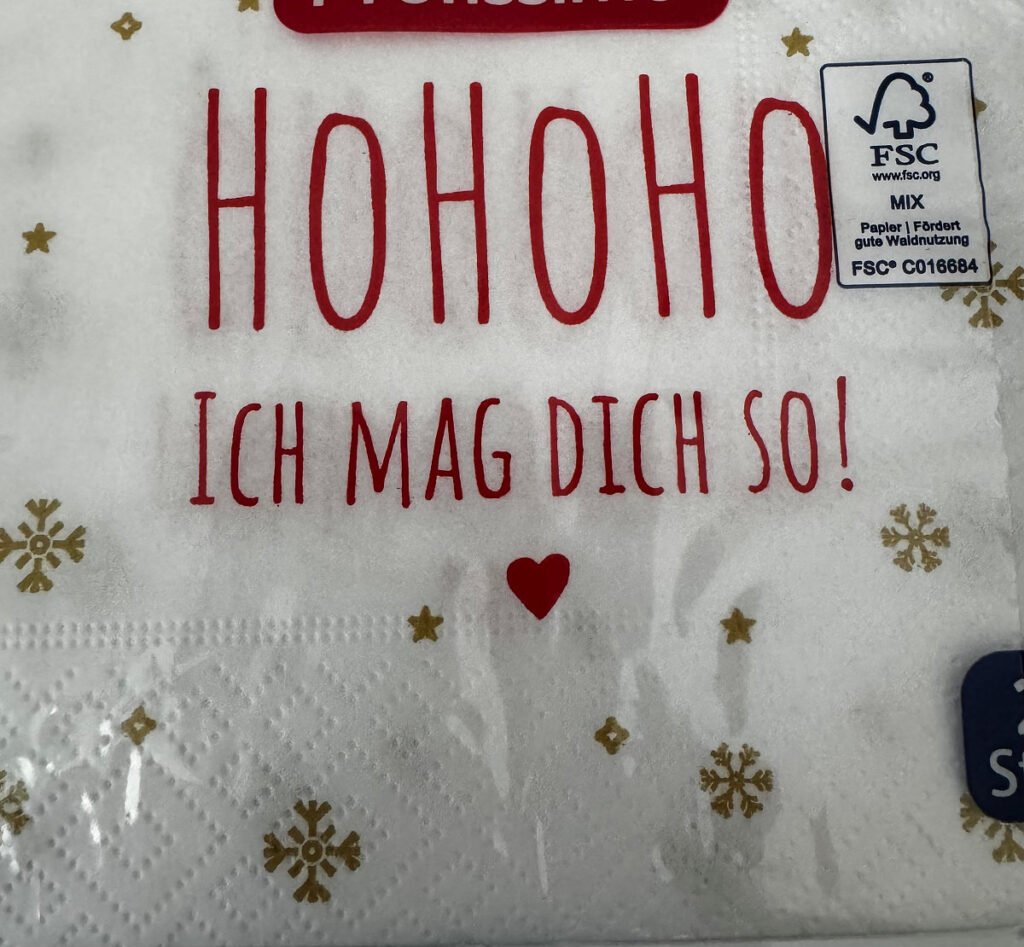 HOHOHO
ICH MAG DICH SO!
FSC®
www.fsc.org
MIX
Papier | Fördert
gute Waldnutzung
FSC® C016684